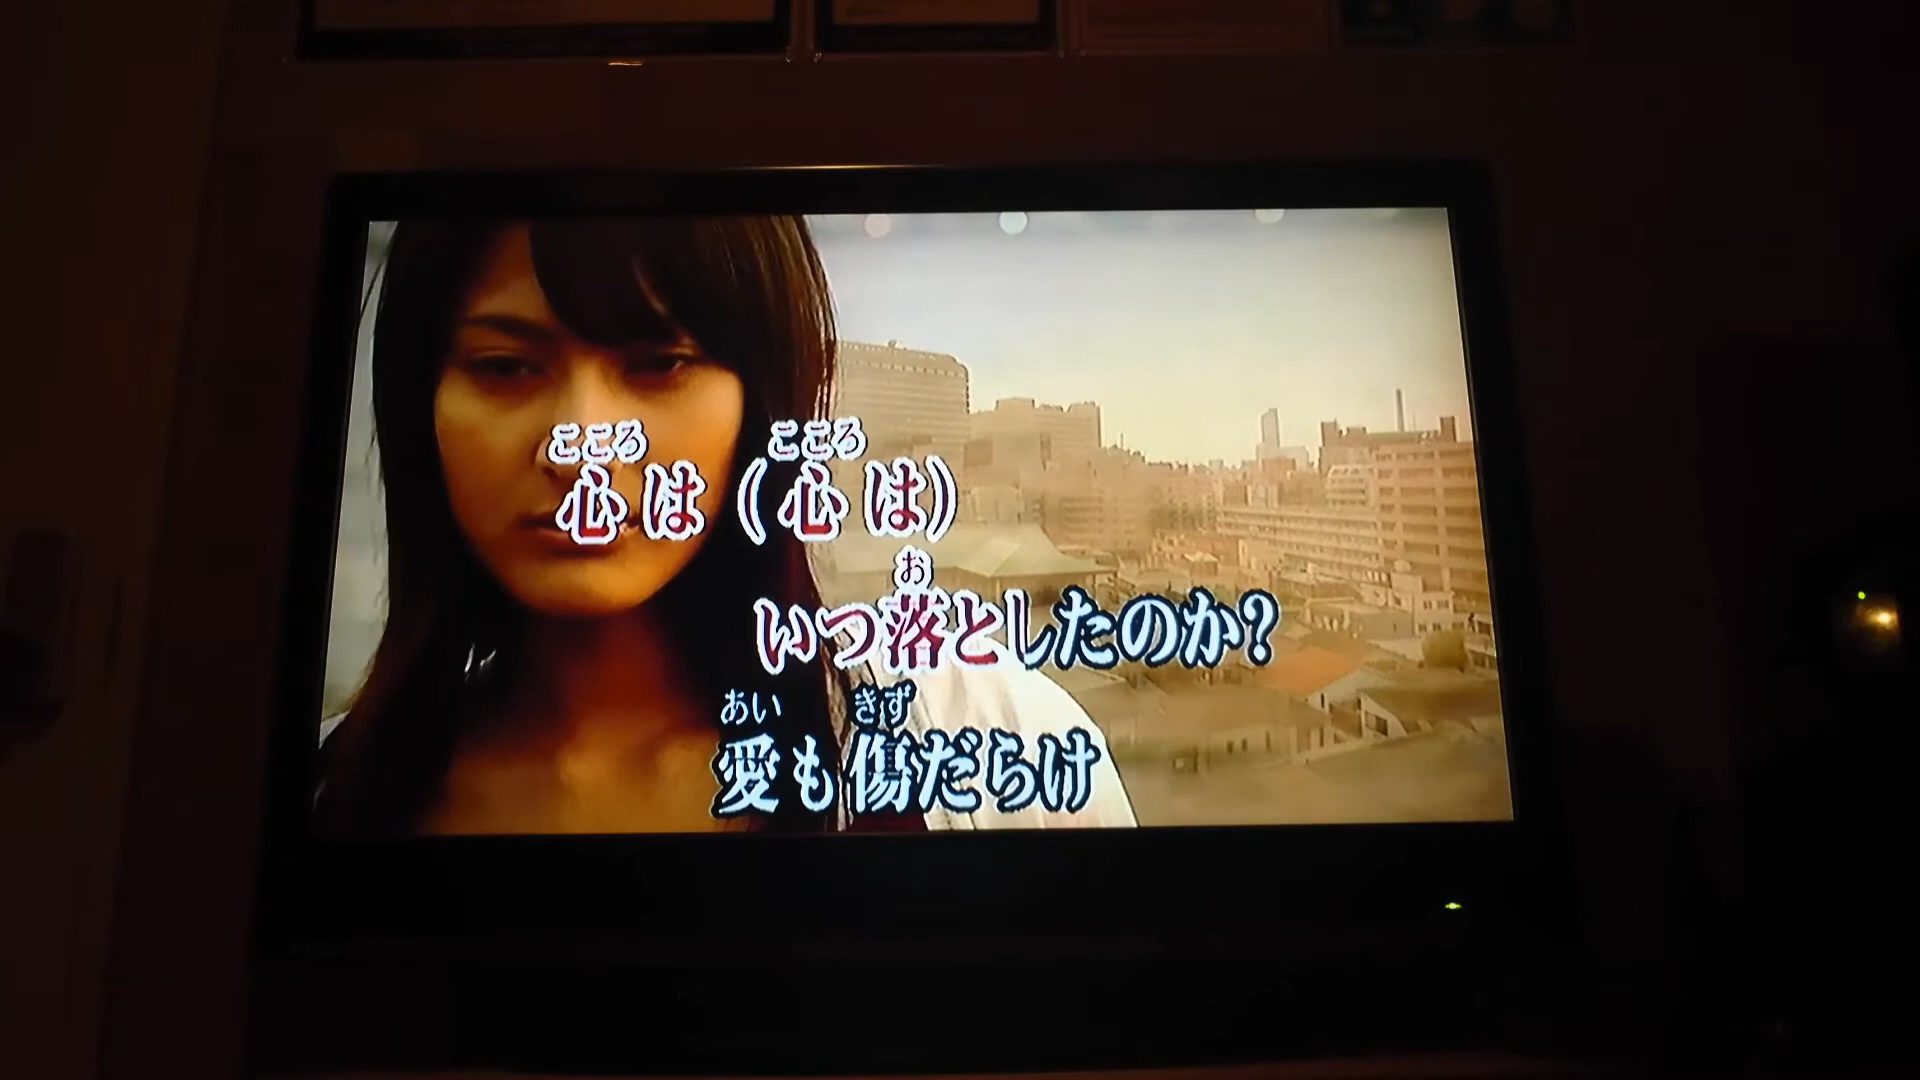 こころ こころ
心は(心は)
お
いつ落としたのか?
あい きず
愛も傷だらけ